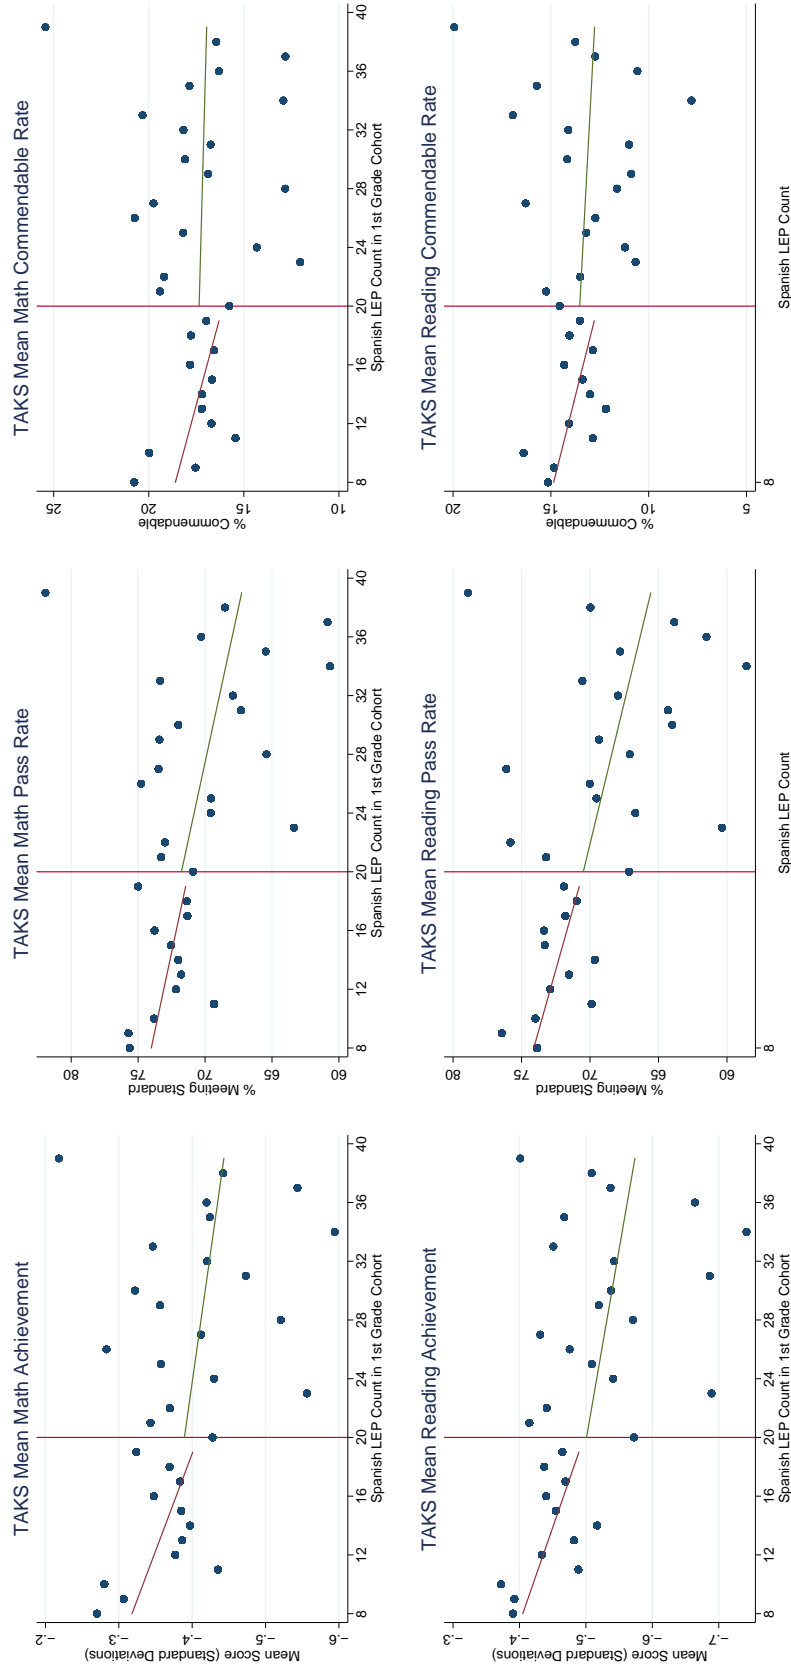 TAKS Mean Math Achievement
Mean Score (Standard Deviations)
-.2
-.3
-.4
-.5
-.6
8 12 16 20 24 28 32 36 40
Spanish LEP Count in 1st Grade Cohort
TAKS Mean Math Pass Rate
% Meeting Standard
80
75
70
65
60
8 12 16 20 24 28 32 36 40
Spanish LEP Count in 1st Grade Cohort
TAKS Mean Math Commendable Rate
% Commendable
25
20
15
10
8 12 16 20 24 28 32 36 40
Spanish LEP Count in 1st Grade Cohort
TAKS Mean Reading Achievement
Mean Score (Standard Deviations)
-.3
-.4
-.5
-.6
-.7
8 12 16 20 24 28 32 36 40
Spanish LEP Count in 1st Grade Cohort
TAKS Mean Reading Pass Rate
% Meeting Standard
80
75
70
65
60
8
Spanish LEP Count
TAKS Mean Reading Commendable Rate
% Commendable
20
15
10
5
8
Spanish LEP Count